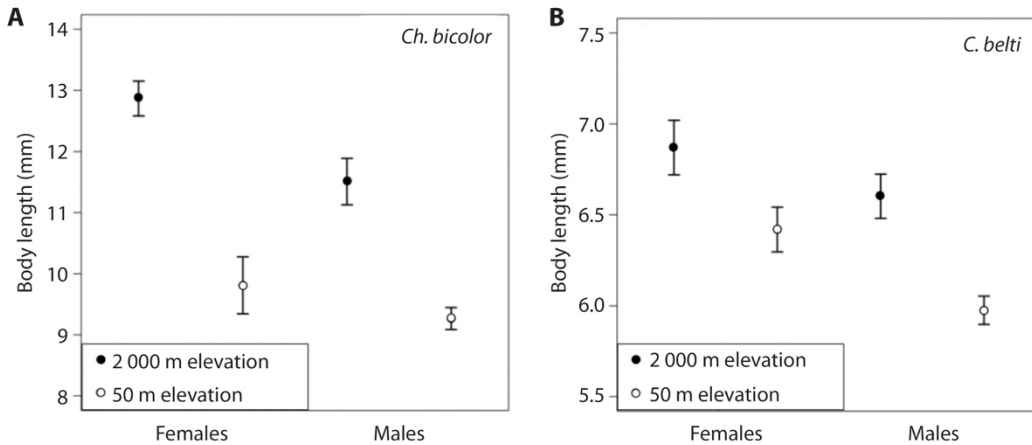 A
Ch. bicolor
Body length (mm)
14
13
12
11
10
9
8
2 000 m elevation
50 m elevation
Females
Males
B
C. belti
Body length (mm)
7.5
7.0
6.5
6.0
5.5
2 000 m elevation
50 m elevation
Females
Males